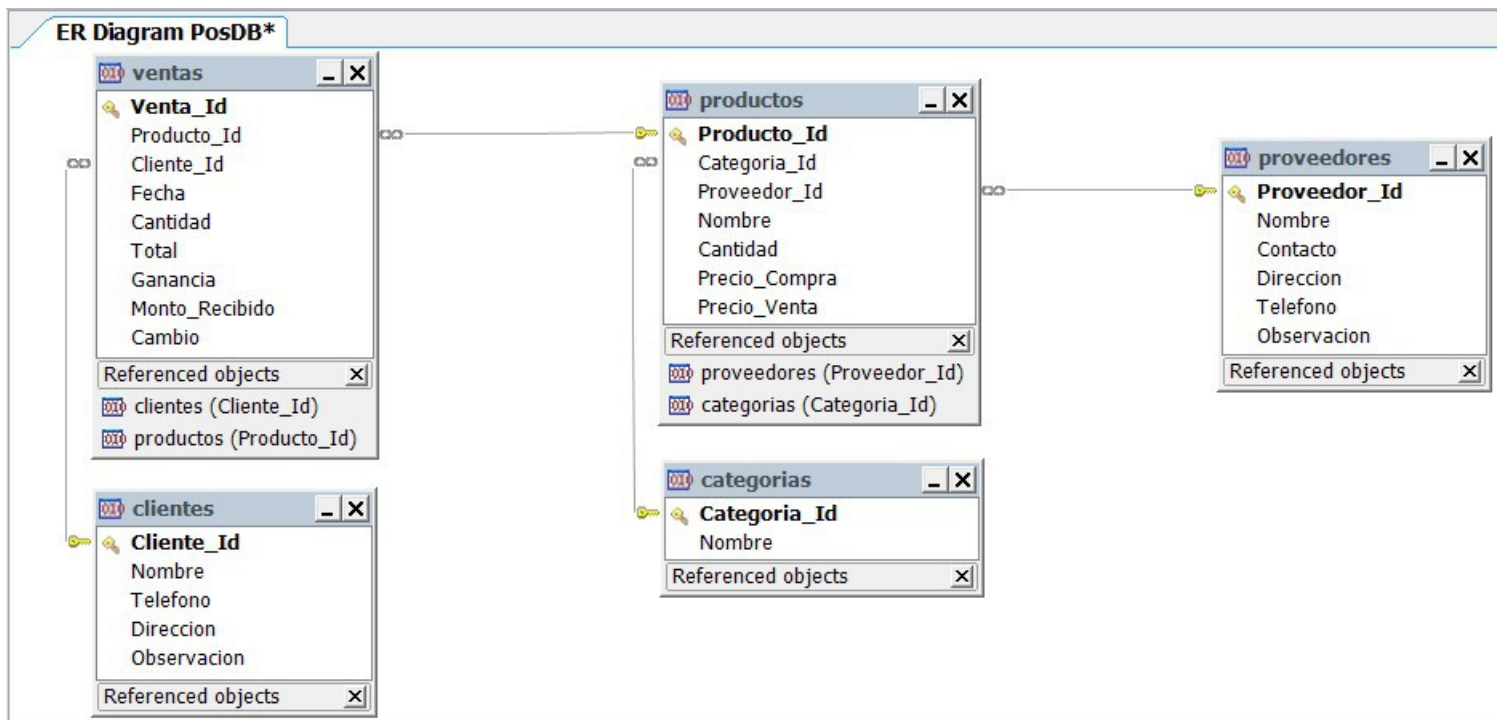 ER Diagram PosDB*
ventas
Venta_Id
Producto_Id
Cliente_Id
Fecha
Cantidad
Total
Ganancia
Monto_Recibido
Cambio
Referenced objects
clientes (Cliente_Id)
productos (Producto_Id)
clientes
Cliente_Id
Nombre
Telefono
Direccion
Observacion
Referenced objects
productos
Producto_Id
Categoria_Id
Proveedor_Id
Nombre
Cantidad
Precio_Compra
Precio_Venta
Referenced objects
proveedores (Proveedor_Id)
categorias (Categoria_Id)
categorias
Categoria_Id
Nombre
Referenced objects
proveedores
Proveedor_Id
Nombre
Contacto
Direccion
Telefono
Observacion
Referenced objects